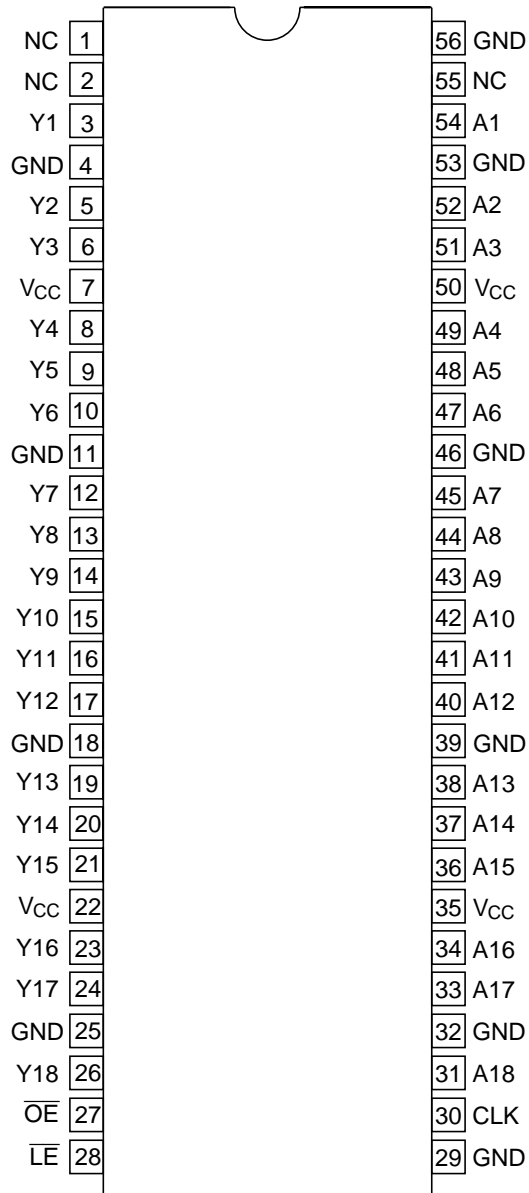 NC 1 56 GND
NC 2 55 NC
Y1 3 54 A1
GND 4 53 GND
Y2 5 52 A2
Y3 6 51 A3
VCC 7 50 VCC
Y4 8 49 A4
Y5 9 48 A5
Y6 10 47 A6
GND 11 46 GND
Y7 12 45 A7
Y8 13 44 A8
Y9 14 43 A9
Y10 15 42 A10
Y11 16 41 A11
Y12 17 40 A12
GND 18 39 GND
Y13 19 38 A13
Y14 20 37 A14
Y15 21 36 A15
VCC 22 35 VCC
Y16 23 34 A16
Y17 24 33 A17
GND 25 32 GND
Y18 26 31 A18
O̅E̅ 27 30 CLK
L̅E̅ 28 29 GND